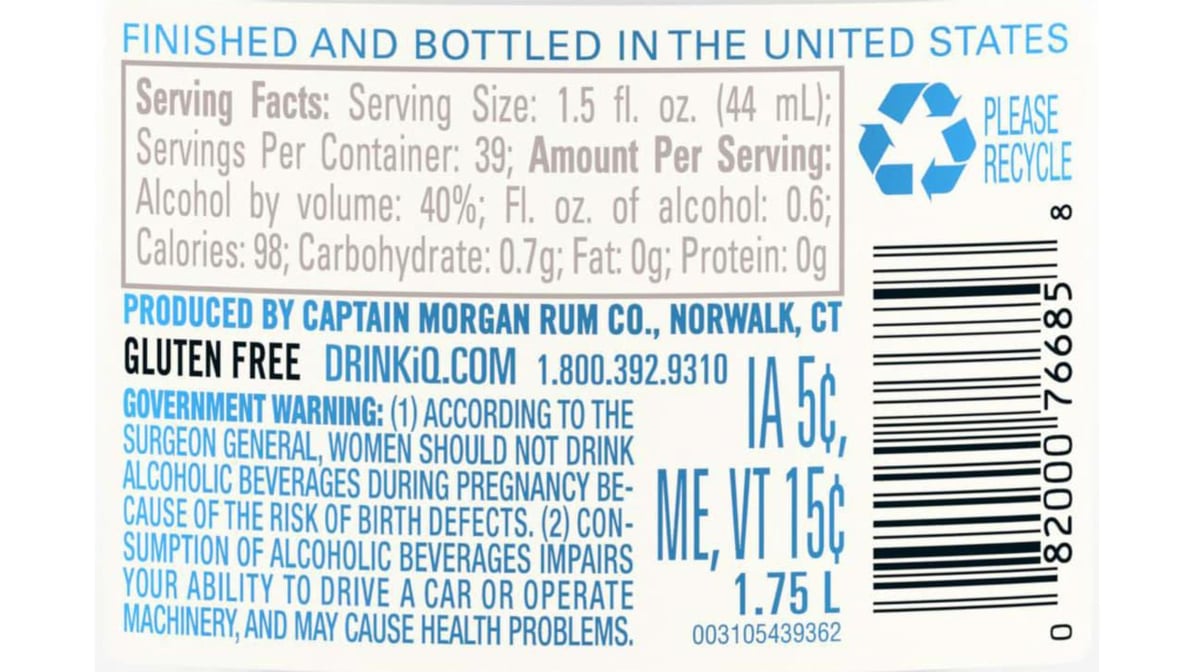 FINISHED AND BOTTLED IN THE UNITED STATES
Serving Facts: Serving Size: 1.5 fl. oz. (44 mL);
Servings Per Container: 39; Amount Per Serving:
Alcohol by volume: 40%; Fl. oz. of alcohol: 0.6;
Calories: 98; Carbohydrate: 0.7g; Fat: 0g; Protein: 0g
PLEASE
RECYCLE
PRODUCED BY CAPTAIN MORGAN RUM CO., NORWALK, CT
GLUTEN FREE DRINKiQ.COM 1.800.392.9310
GOVERNMENT WARNING: (1) ACCORDING TO THE
SURGEON GENERAL, WOMEN SHOULD NOT DRINK
ALCOHOLIC BEVERAGES DURING PREGNANCY BE-
CAUSE OF THE RISK OF BIRTH DEFECTS. (2) CON-
SUMPTION OF ALCOHOLIC BEVERAGES IMPAIRS
YOUR ABILITY TO DRIVE A CAR OR OPERATE
MACHINERY, AND MAY CAUSE HEALTH PROBLEMS.
IA 5¢,
ME, VT 15¢
1.75 L
003105439362
0 82000 76685 8